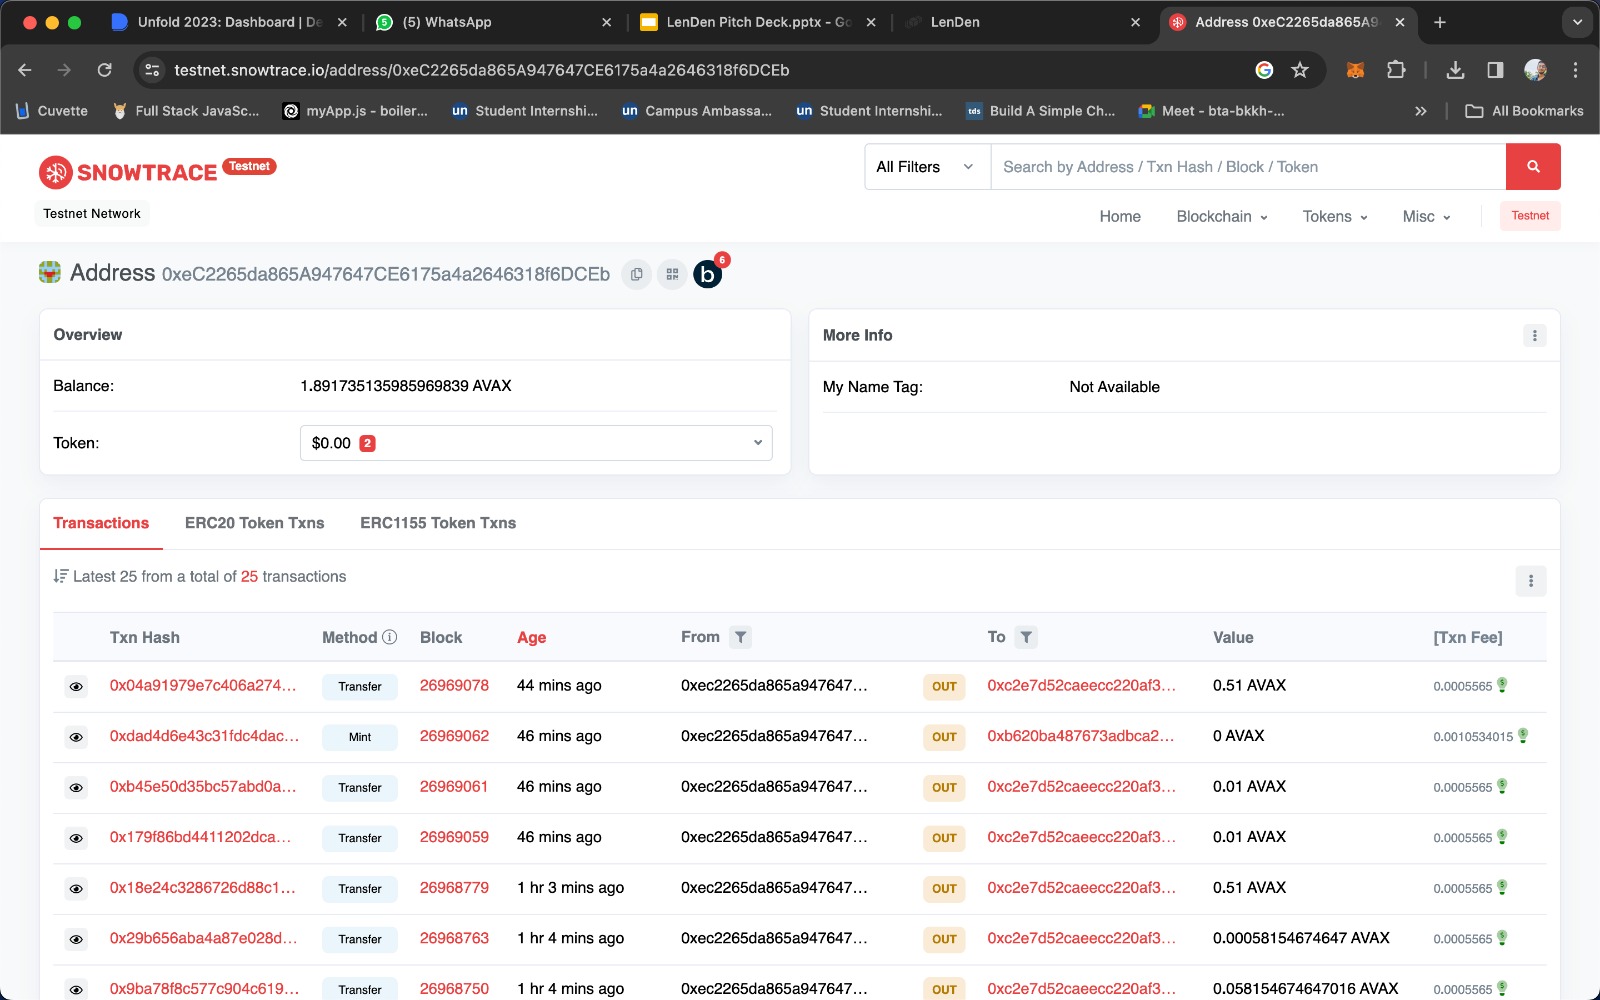 Unfold 2023: Dashboard | De
(5) WhatsApp
LenDen Pitch Deck.pptx - Go
LenDen
Address 0xeC2265da865A9
testnet.snowtrace.io/address/0xeC2265da865A947647CE6175a4a2646318f6DCEb
Cuvette
Full Stack JavaSc...
myApp.js - boiler...
un Student Internshi...
un Campus Ambassa...
un Student Internshi...
tds Build A Simple Ch...
Meet - bta-bkkh-...
All Bookmarks
SNOWTRACE Testnet
All Filters
Search by Address / Txn Hash / Block / Token
Testnet Network
Home Blockchain Tokens Misc Testnet
Address 0xeC2265da865A947647CE6175a4a2646318f6DCEb b 6
Overview
Balance: 1.891735135985969839 AVAX
Token: $0.00 2
More Info
My Name Tag: Not Available
Transactions ERC20 Token Txns ERC1155 Token Txns
Latest 25 from a total of 25 transactions
Txn Hash Method Block Age From To Value [Txn Fee]
0x04a91979e7c406a274... Transfer 26969078 44 mins ago 0xec2265da865a947647... OUT 0xc2e7d52caeecc220af3... 0.51 AVAX 0.0005565
0xdad4d6e43c31fdc4dac... Mint 26969062 46 mins ago 0xec2265da865a947647... OUT 0xb620ba487673adbca2... 0 AVAX 0.0010534015
0xb45e50d35bc57abd0a... Transfer 26969061 46 mins ago 0xec2265da865a947647... OUT 0xc2e7d52caeecc220af3... 0.01 AVAX 0.0005565
0x179f86bd4411202dca... Transfer 26969059 46 mins ago 0xec2265da865a947647... OUT 0xc2e7d52caeecc220af3... 0.01 AVAX 0.0005565
0x18e24c3286726d88c1... Transfer 26968779 1 hr 3 mins ago 0xec2265da865a947647... OUT 0xc2e7d52caeecc220af3... 0.51 AVAX 0.0005565
0x29b656aba4a87e028d... Transfer 26968763 1 hr 4 mins ago 0xec2265da865a947647... OUT 0xc2e7d52caeecc220af3... 0.00058154674647 AVAX 0.0005565
0x9ba78f8c577c904c619... Transfer 26968750 1 hr 4 mins ago 0xec2265da865a947647... OUT 0xc2e7d52caeecc220af3... 0.058154674647016 AVAX 0.0005565